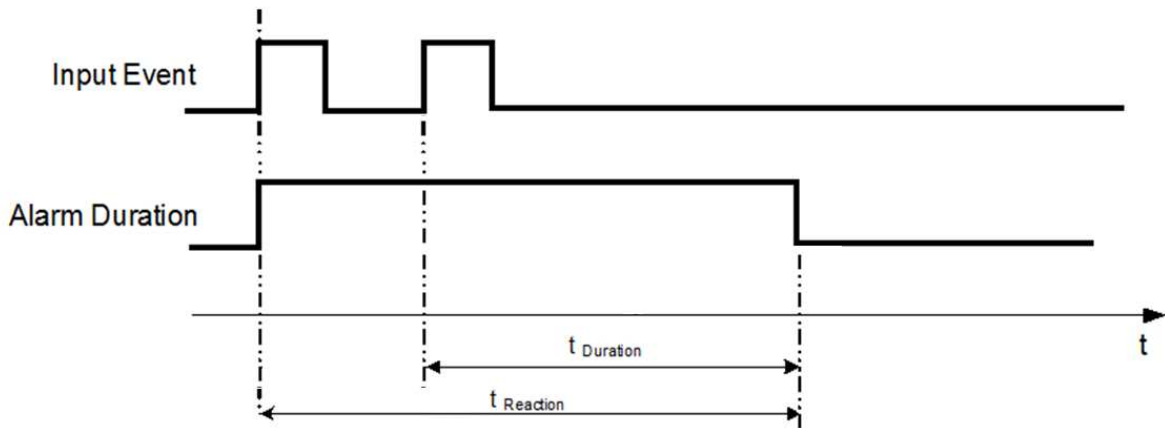 Input Event
Alarm Duration
t
t Duration
t Reaction